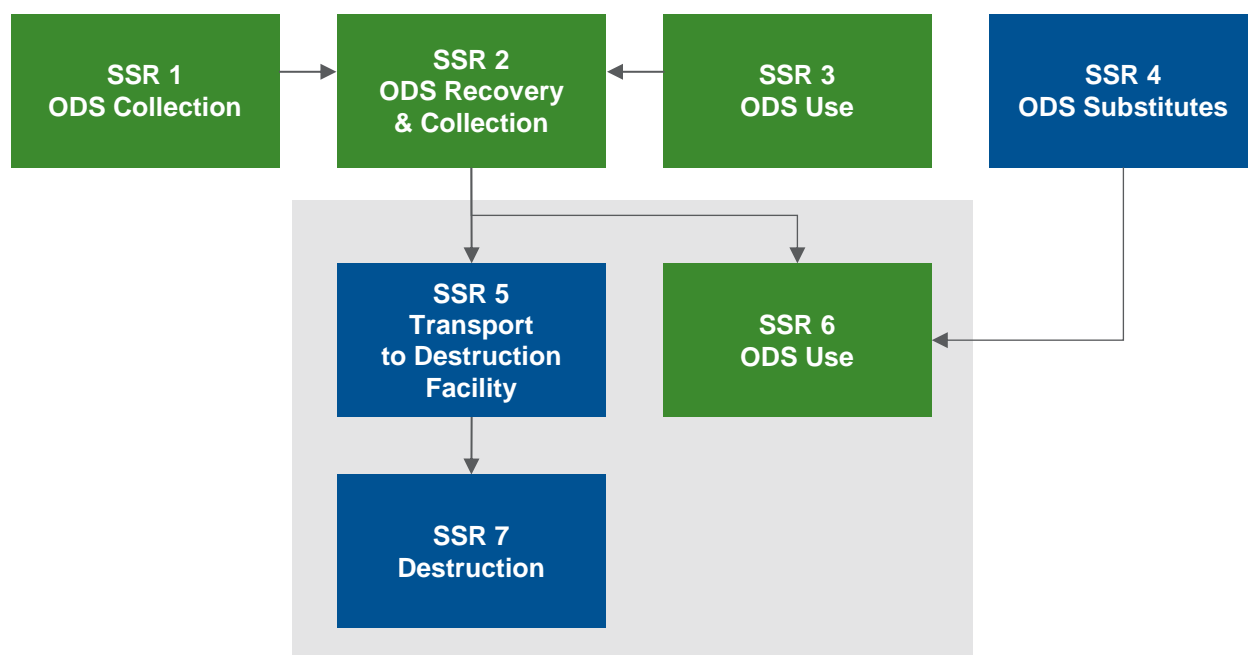 SSR 1
ODS Collection
SSR 2
ODS Recovery
& Collection
SSR 3
ODS Use
SSR 4
ODS Substitutes
SSR 5
Transport
to Destruction
Facility
SSR 6
ODS Use
SSR 7
Destruction